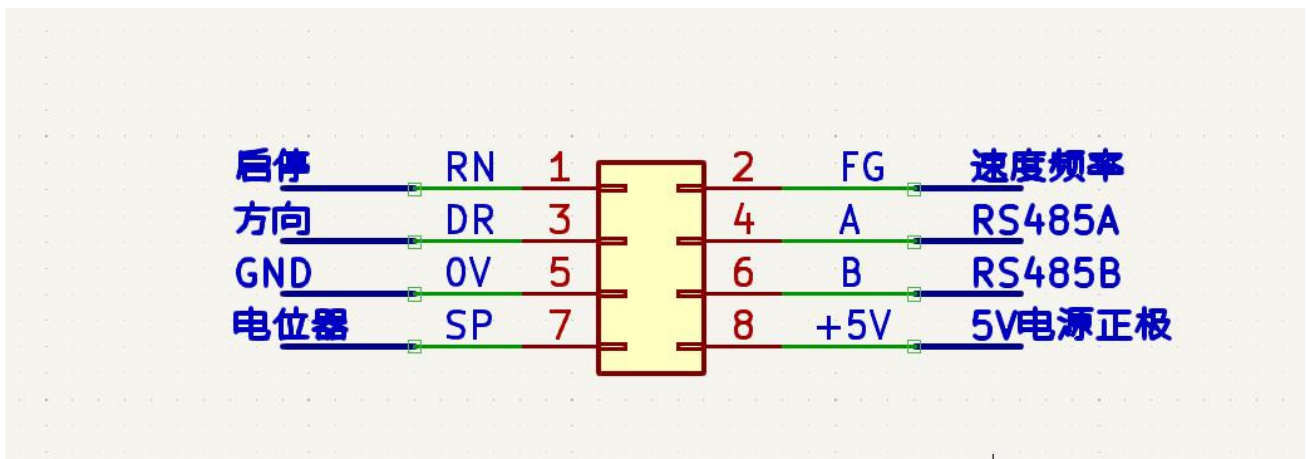 启停 RN 1 2 FG 速度频率
方向 DR 3 4 A RS485A
GND 0V 5 6 B RS485B
电位器 SP 7 8 +5V 5V电源正极